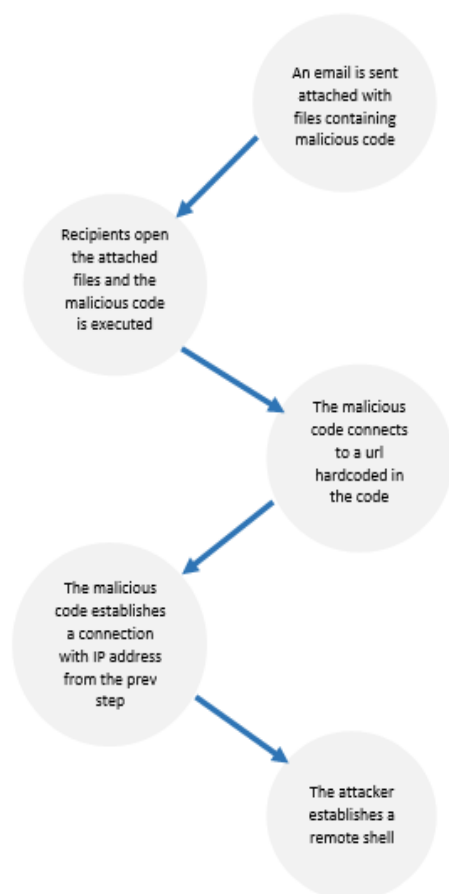 An email is sent
attached with
files containing
malicious code
Recipients open
the attached
files and the
malicious code
is executed
The malicious
code connects
to a url
hardcoded in
the code
The malicious
code establishes
a connection
with IP address
from the prev
step
The attacker
establishes a
remote shell